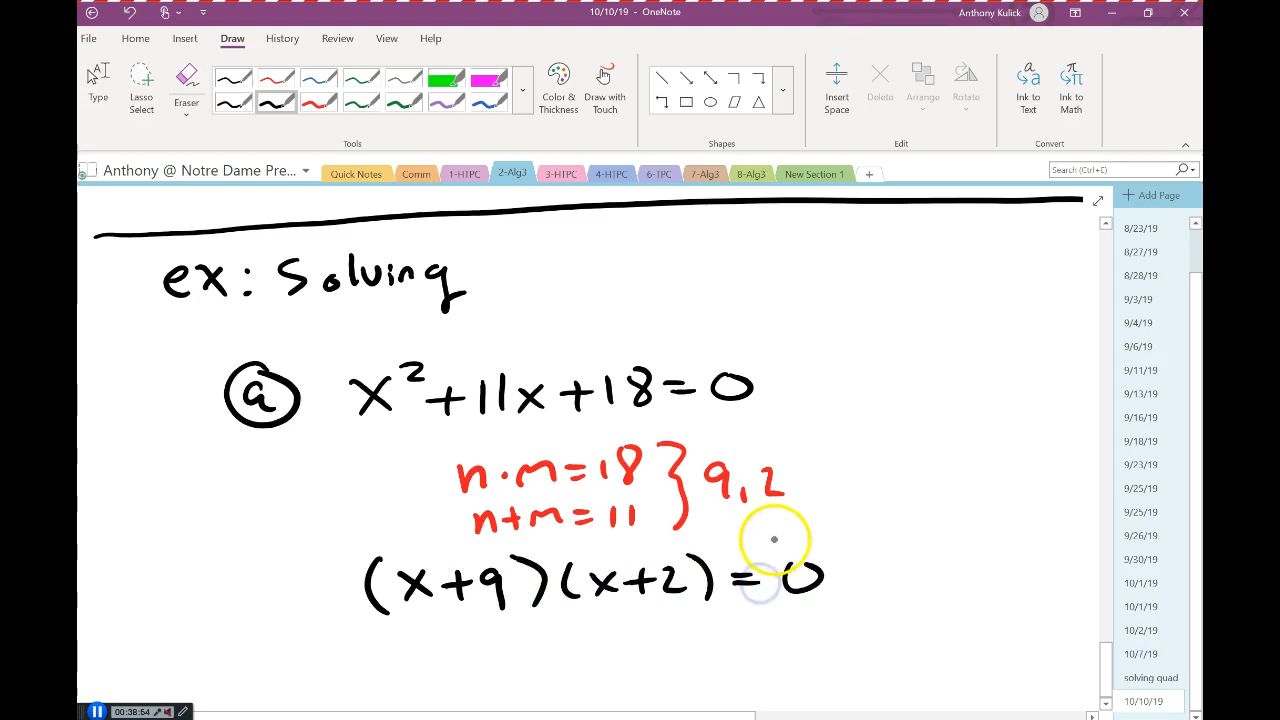 10/10/19 - OneNote
Anthony Kulick
File Home Insert Draw History Review View Help
Type
Lasso Select
Eraser
Color & Thickness
Draw with Touch
Insert Space
Delete
Arrange
Rotate
Ink to Text
Ink to Math
Tools
Shapes
Edit
Convert
Anthony @ Notre Dame Pre...
Quick Notes Comm 1-HTPC 2-Alg3 3-HTPC 4-HTPC 6-TPC 7-Alg3 8-Alg3 New Section 1
Search (Ctrl+E)
ex: Solving
a x²+11x+18=0
n·m=18
n+m=11
} 9,2
(x+9)(x+2)=0
Add Page
8/23/19
8/27/19
8/28/19
9/3/19
9/4/19
9/6/19
9/11/19
9/13/19
9/16/19
9/18/19
9/23/19
9/25/19
9/25/19
9/26/19
9/30/19
10/1/19
10/1/19
10/2/19
10/7/19
solving quad
10/10/19
00:38:54